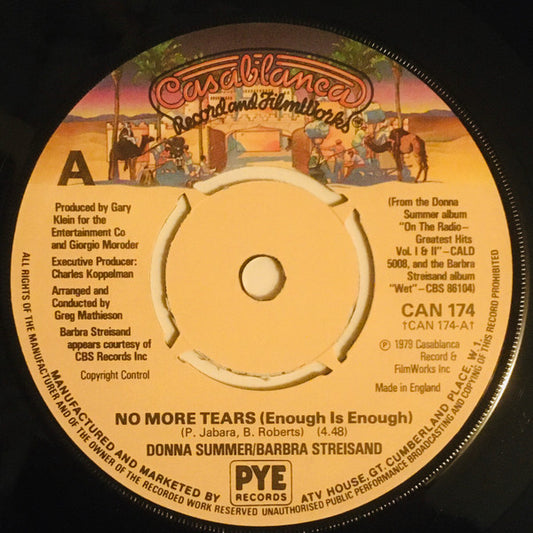 Casablanca
Record and FilmWorks
A
Produced by Gary
Klein for the
Entertainment Co
and Giorgio Moroder
Executive Producer:
Charles Koppelman
Arranged and
Conducted by
Greg Mathieson
Barbra Streisand
appears courtesy of
CBS Records Inc
Copyright Control
(From the Donna
Summer album
"On The Radio–
Greatest Hits
Vol. I & II"–CALD
5008, and the Barbra
Streisand album
"Wet"–CBS 86104)
CAN 174
†CAN 174-A†
℗ 1979 Casablanca
Record &
FilmWorks Inc
Made in England
NO MORE TEARS (Enough Is Enough)
(P. Jabara, B. Roberts) (4.48)
DONNA SUMMER/BARBRA STREISAND
PYE
RECORDS
MANUFACTURED AND MARKETED BY
ATV HOUSE, GT. CUMBERLAND PLACE, W 1.
ALL RIGHTS OF THE MANUFACTURER AND OF THE OWNER OF THE RECORDED WORK RESERVED UNAUTHORISED PUBLIC PERFORMANCE BROADCASTING AND COPYING OF THIS RECORD PROHIBITED